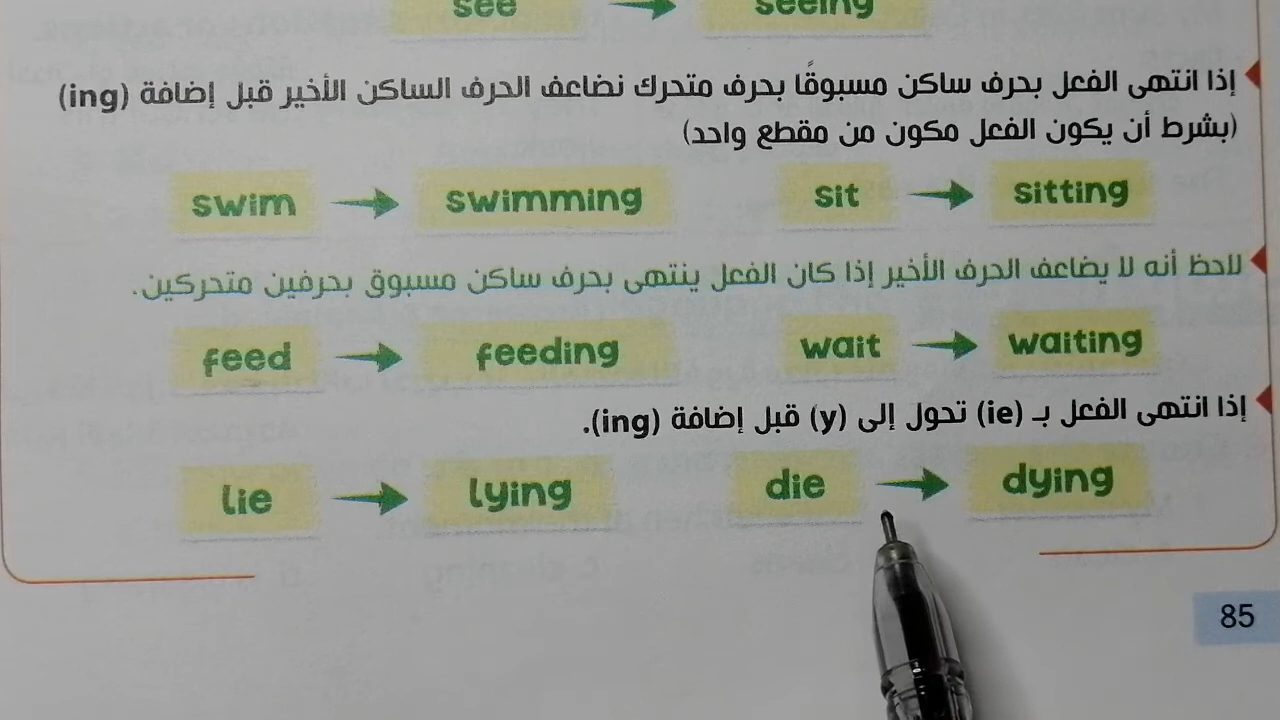 see → seeing
إذا انتهى الفعل بحرف ساكن مسبوقًا بحرف متحرك نضاعف الحرف الساكن الأخير قبل إضافة (ing)
(بشرط أن يكون الفعل مكون من مقطع واحد)
swim → swimming sit → sitting
لاحظ أنه لا يضاعف الحرف الأخير إذا كان الفعل ينتهى بحرف ساكن مسبوق بحرفين متحركين.
feed → feeding wait → waiting
إذا انتهى الفعل بـ (ie) تحول إلى (y) قبل إضافة (ing).
lie → lying die → dying
85